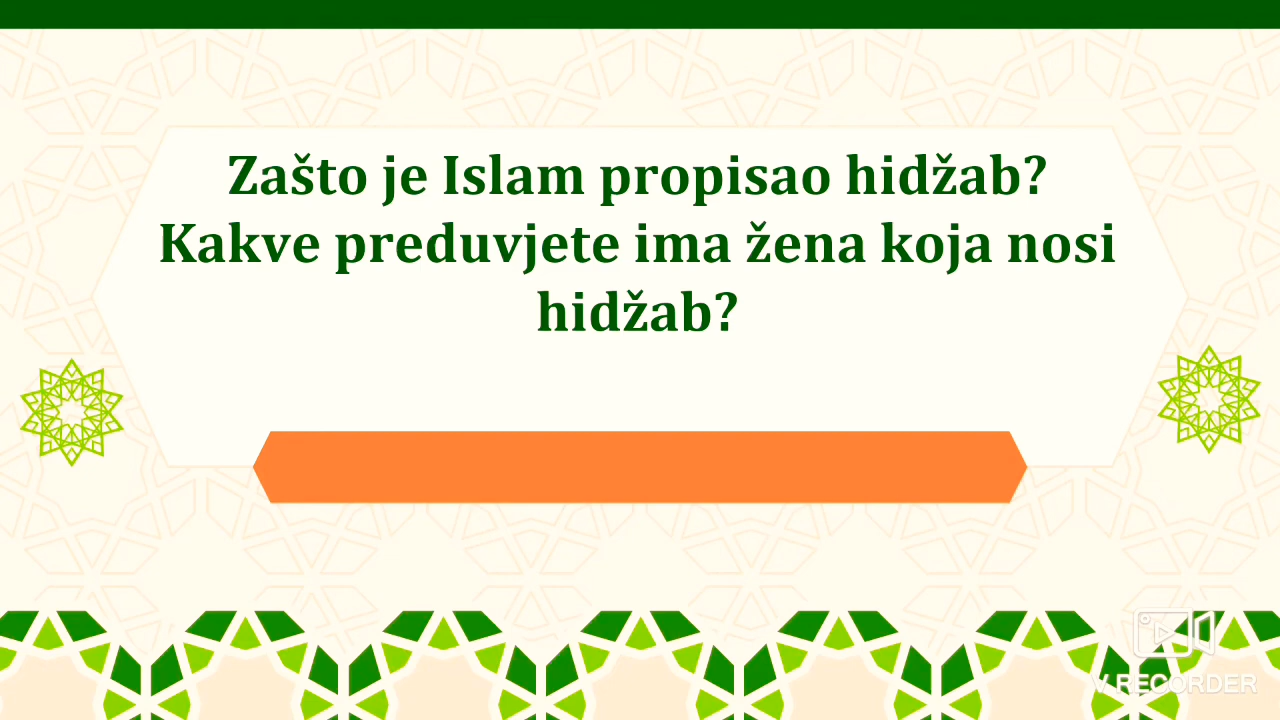 Zašto je Islam propisao hidžab?
Kakve preduvjete ima žena koja nosi
hidžab?
V RECORDER